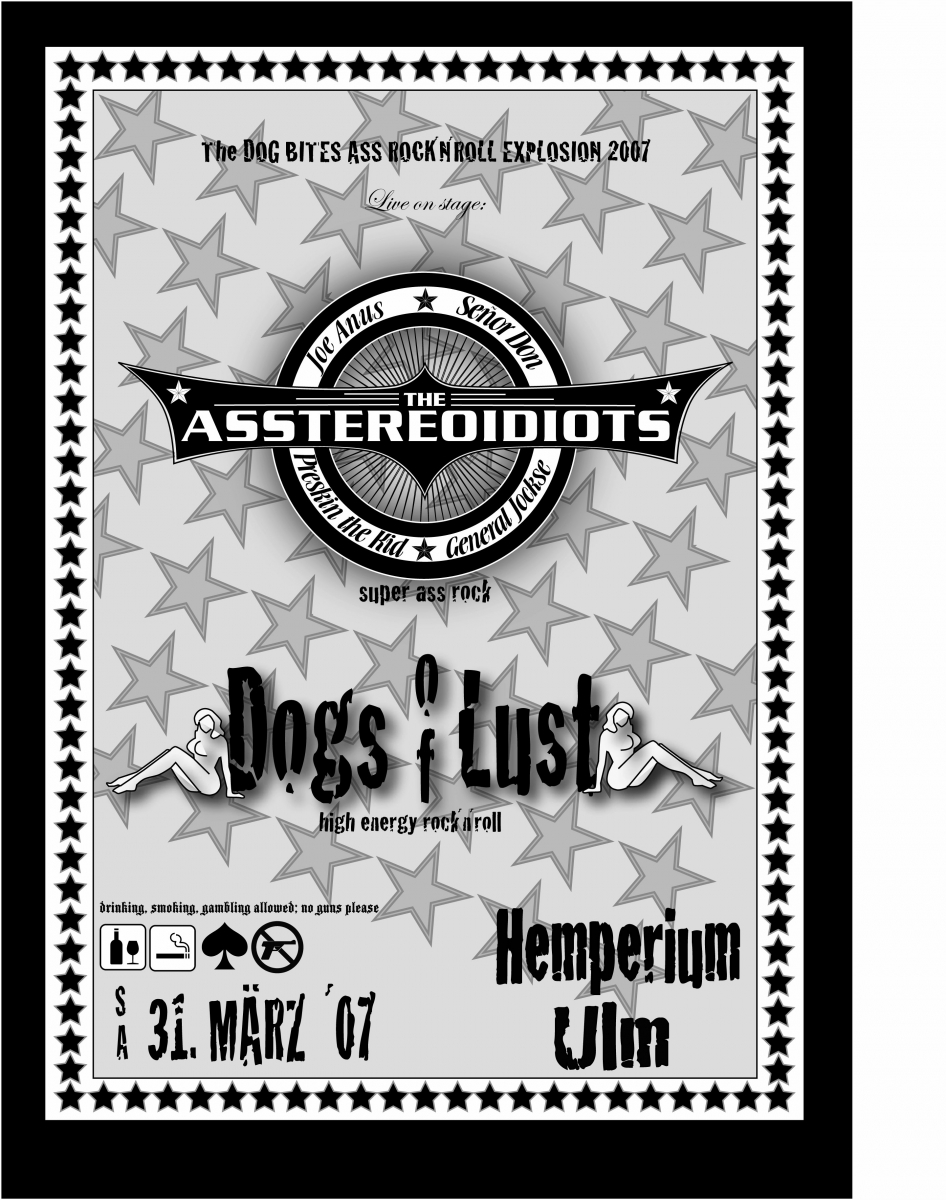 The DOG BITES ASS ROCK'N'ROLL EXPLOSION 2007
Live on stage:
Joe Anus
Señor Don
THE
ASSTEREOIDIOTS
Preskin the Kid
General Jockse
super ass rock
Dogs of Lust
high energy rock'n'roll
drinking, smoking, gambling allowed; no guns please
Hemperium
Ulm
SA 31. MÄRZ '07